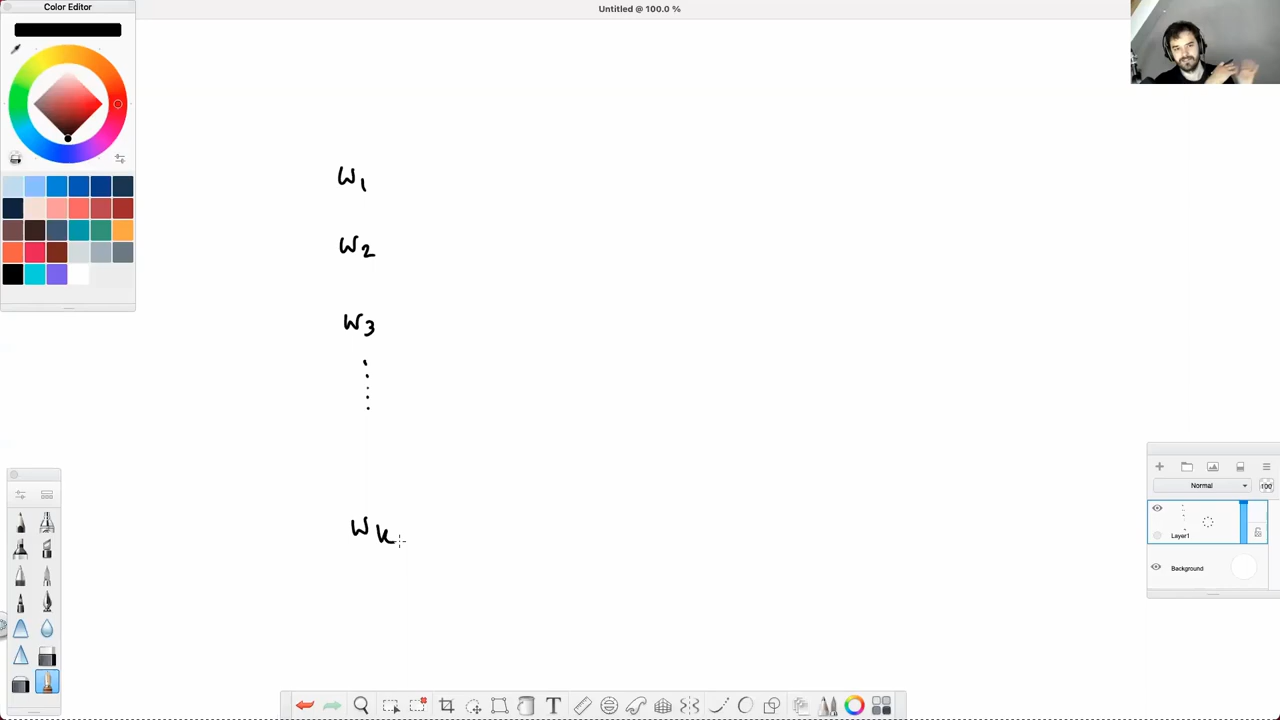 Color Editor
Untitled @ 100.0 %
w1
w2
w3
wk
Normal
100
Layer1
Background
T